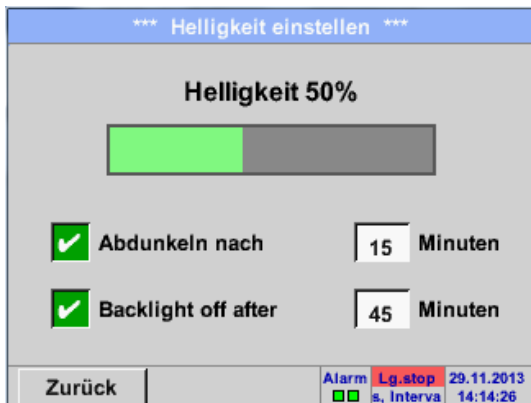 *** Helligkeit einstellen ***
Helligkeit 50%
Abdunkeln nach 15 Minuten
Backlight off after 45 Minuten
Zurück
Alarm Lg.stop 29.11.2013
s, Interva 14:14:26